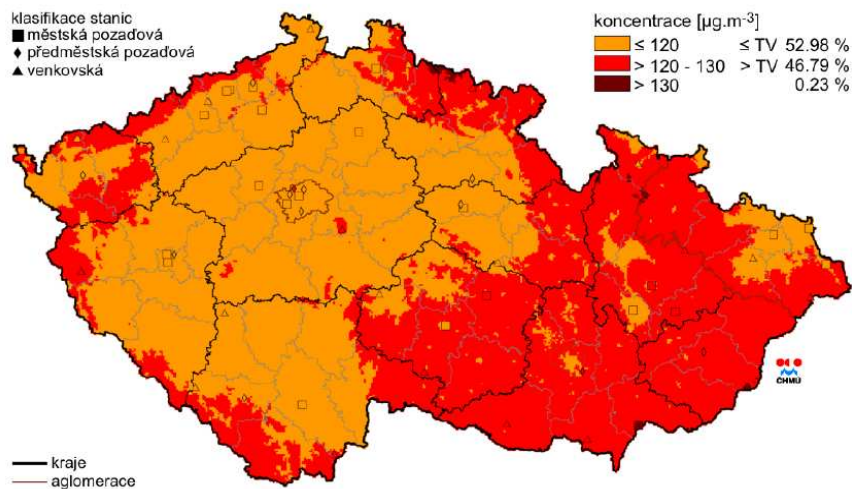 klasifikace stanic
městská pozaďová
předměstská pozaďová
venkovská
koncentrace [µg.m-3]
≤ 120 ≤ TV 52.98 %
> 120 - 130 > TV 46.79 %
> 130 0.23 %
ČHMÚ
kraje
aglomerace